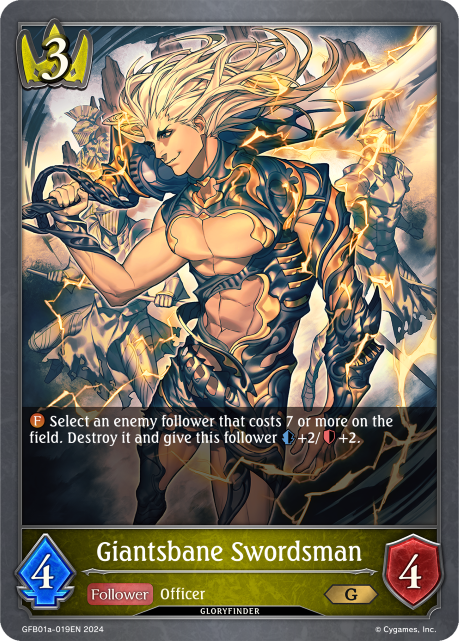 3
F Select an enemy follower that costs 7 or more on the
field. Destroy it and give this follower +2/ +2.
Giantsbane Swordsman
4
Follower Officer
G
4
GLORYFINDER
GFB01a-019EN 2024
© Cygames, Inc.